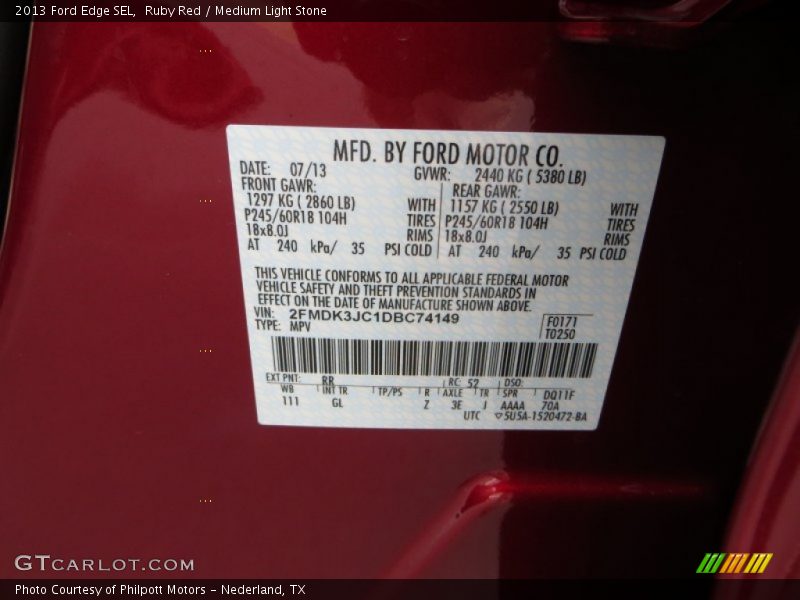 2013 Ford Edge SEL, Ruby Red / Medium Light Stone
MFD. BY FORD MOTOR CO.
DATE: 07/13 GVWR: 2440 KG ( 5380 LB)
FRONT GAWR: REAR GAWR:
1297 KG ( 2860 LB) WITH 1157 KG ( 2550 LB) WITH
P245/60R18 104H TIRES P245/60R18 104H TIRES
18x8.0J RIMS 18x8.0J RIMS
AT 240 kPa/ 35 PSI COLD AT 240 kPa/ 35 PSI COLD
THIS VEHICLE CONFORMS TO ALL APPLICABLE FEDERAL MOTOR
VEHICLE SAFETY AND THEFT PREVENTION STANDARDS IN
EFFECT ON THE DATE OF MANUFACTURE SHOWN ABOVE.
VIN: 2FMDK3JC1DBC74149 F0171
TYPE: MPV T0250
EXT PNT: RR RC: 52 DSO:
WB INT TR TP/PS R AXLE TR SPR DQ11F
111 GL Z 3E J AAAA 70A
UTC ▽5U5A-1520472-BA
GTCARLOT.COM
Photo Courtesy of Philpott Motors - Nederland, TX